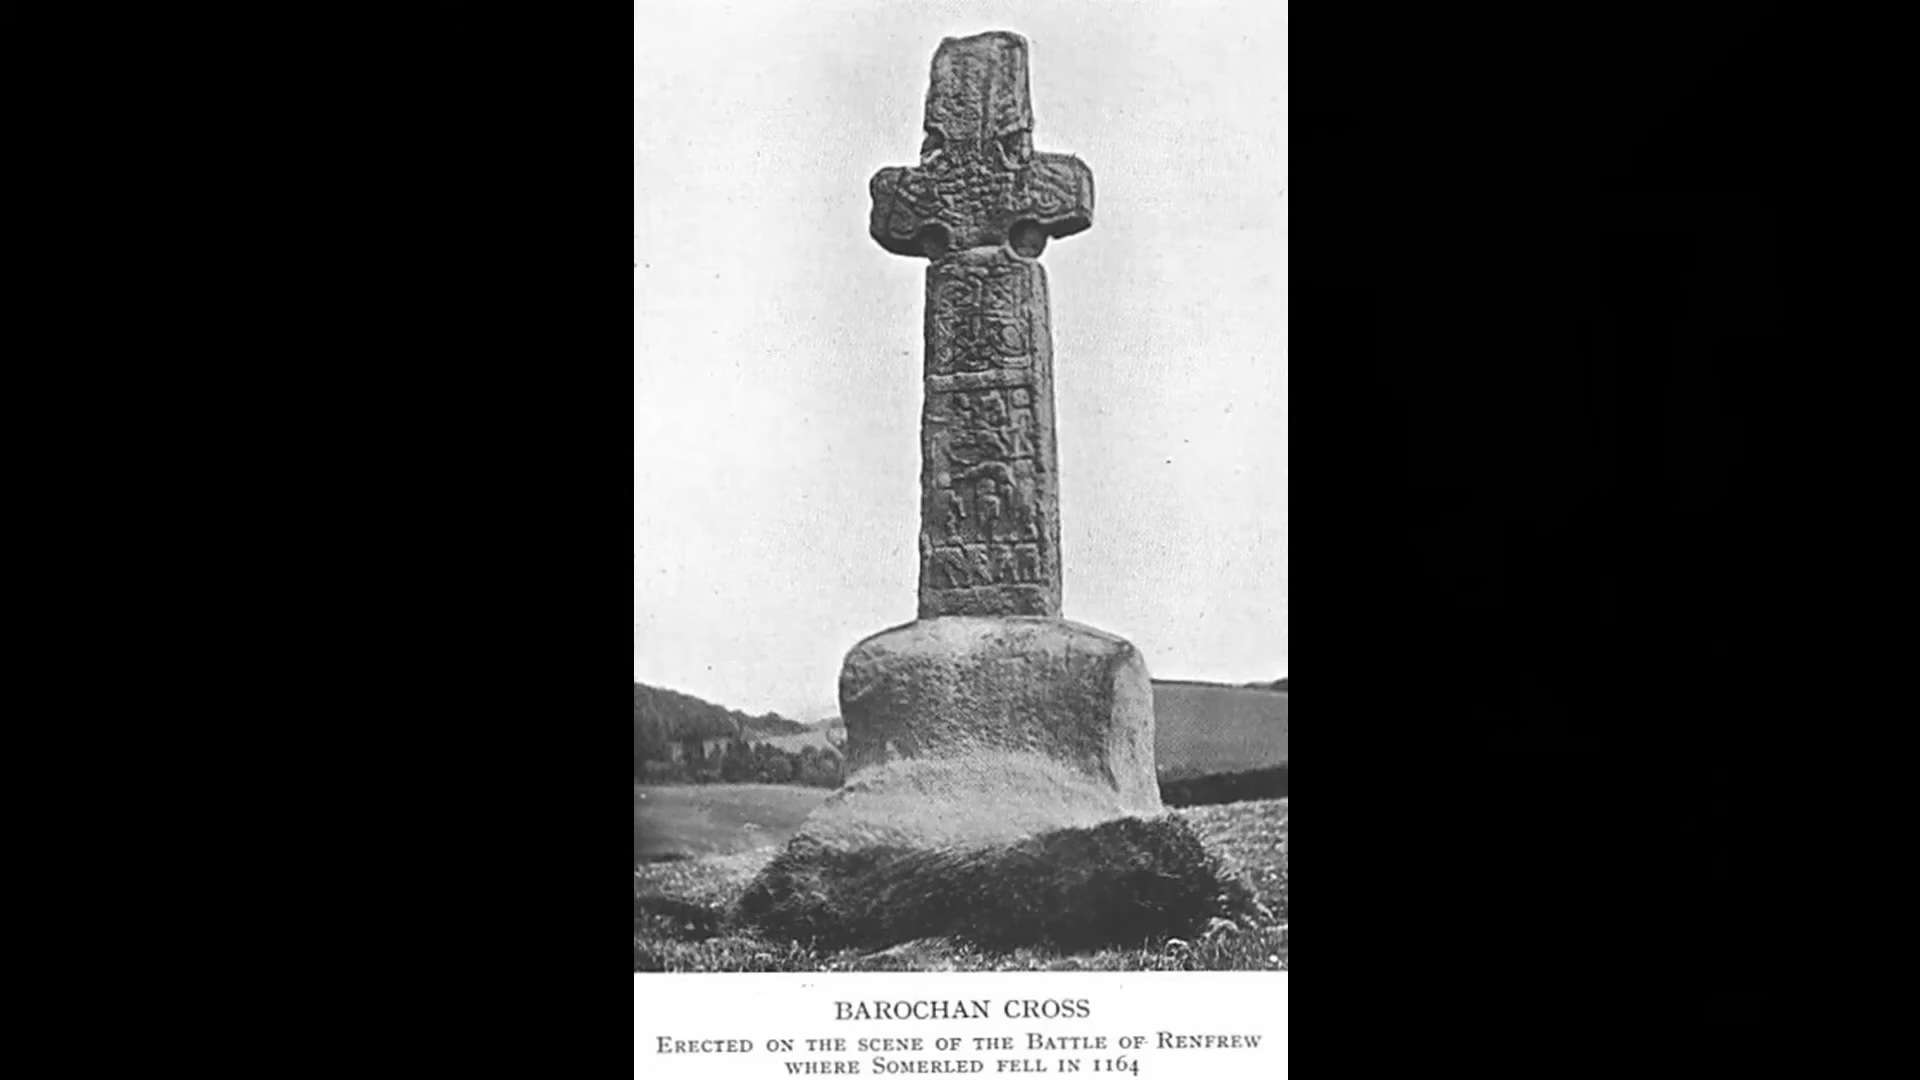 BAROCHAN CROSS
ERECTED ON THE SCENE OF THE BATTLE OF RENFREW
WHERE SOMERLED FELL IN 1164